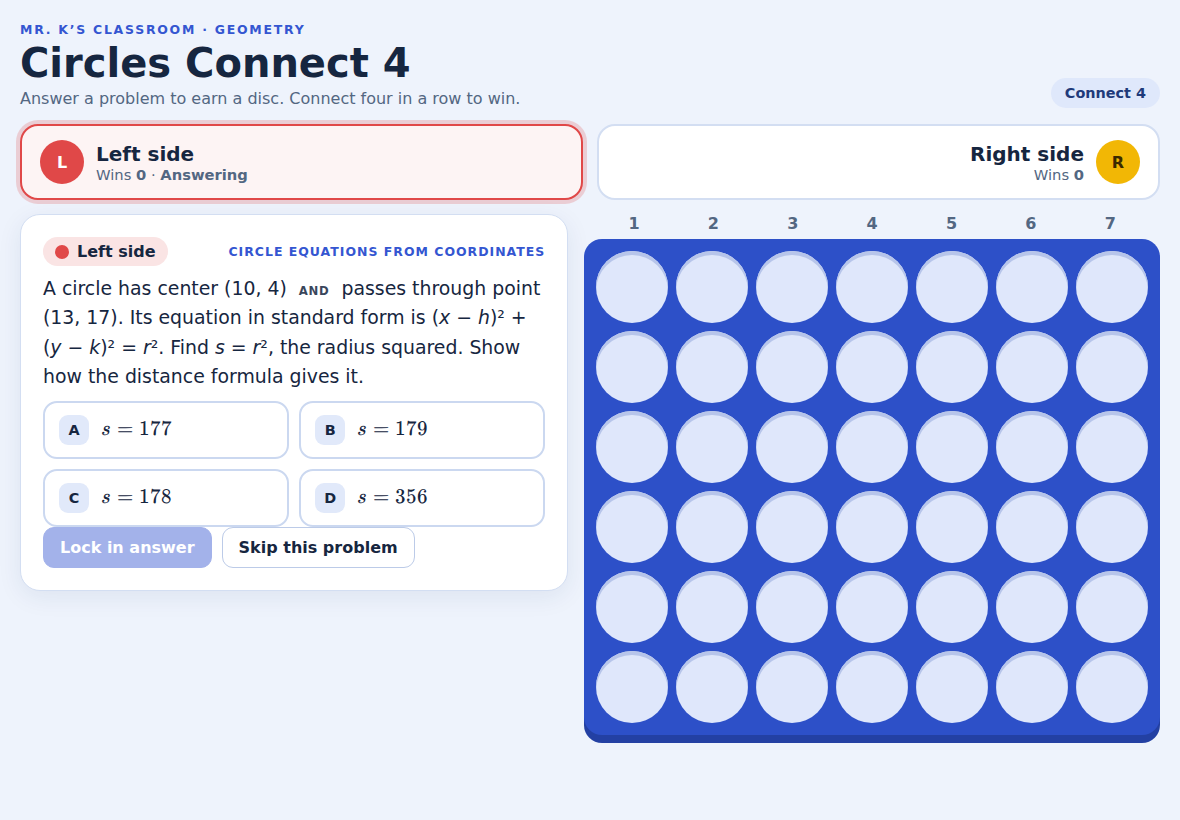 MR. K’S CLASSROOM · GEOMETRY
Circles Connect 4
Answer a problem to earn a disc. Connect four in a row to win.
Connect 4
L
Left side
Wins 0 · Answering
Right side
Wins 0
R
Left side
CIRCLE EQUATIONS FROM COORDINATES
A circle has center (10, 4) AND passes through point
(13, 17). Its equation in standard form is (x − h)² +
(y − k)² = r². Find s = r², the radius squared. Show
how the distance formula gives it.
A s = 177
B s = 179
C s = 178
D s = 356
Lock in answer
Skip this problem
1 2 3 4 5 6 7